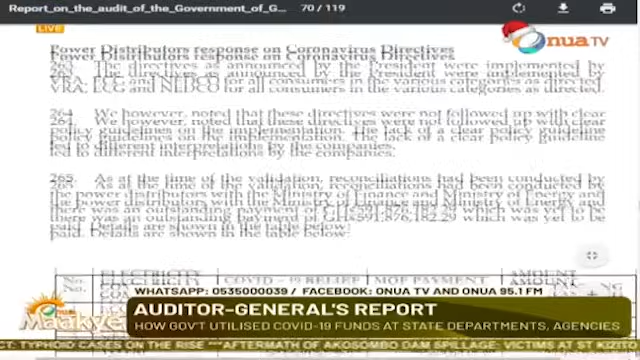 Report_on_the_audit_of_the_Government_of_G...
70 / 119
LIVE
Onua TV
Power Distributors response on Coronavirus Directives
263. The directives as announced by the President were implemented by
VRA, ECG and NEDCO for all consumers in the various categories as directed.
264. We however, noted that these directives were not followed up with clear
policy guidelines on the implementation. The lack of a clear policy guideline
led to different interpretations by the companies.
265. As at the time of the validation, reconciliations had been conducted by
the power distributors with the Ministry of Finance and Ministry of Energy and
there was an outstanding payment of GH¢591,876,182.29 which was yet to be
paid. Details are shown in the table below:
No. ELECTRICITY COVID - 19 RELIEF MOF PAYMENT AMOUNT
WHATSAPP: 0535000039 / FACEBOOK: ONUA TV AND ONUA 95.1 FM
Maakye
AUDITOR-GENERAL'S REPORT
HOW GOV'T UTILISED COVID-19 FUNDS AT STATE DEPARTMENTS, AGENCIES
CT: TYPHOID CASES ON THE RISE **AFTERMATH OF AKOSOMBO DAM SPILLAGE: VICTIMS AT ST KIZITO